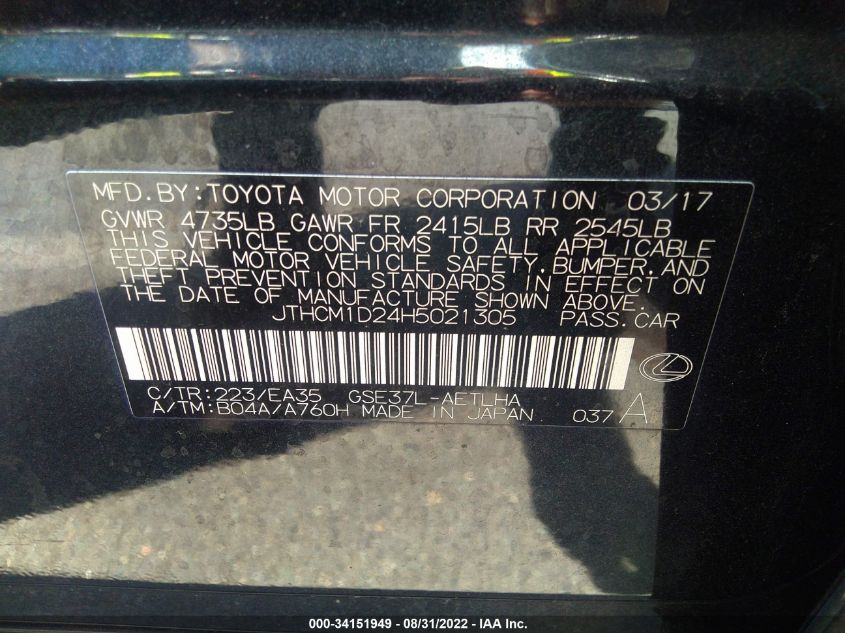 MFD.BY:TOYOTA MOTOR CORPORATION 03/17
GVWR 4735LB GAWR FR 2415LB RR 2545LB
THIS VEHICLE CONFORMS TO ALL APPLICABLE
FEDERAL MOTOR VEHICLE SAFETY,BUMPER,AND
THEFT PREVENTION STANDARDS IN EFFECT ON
THE DATE OF MANUFACTURE SHOWN ABOVE.
JTHCM1D24H5021305 PASS.CAR
C/TR:223/EA35 GSE37L-AETLHA
A/TM:B04A/A760H MADE IN JAPAN 037A
000-34151949 - 08/31/2022 - IAA Inc.